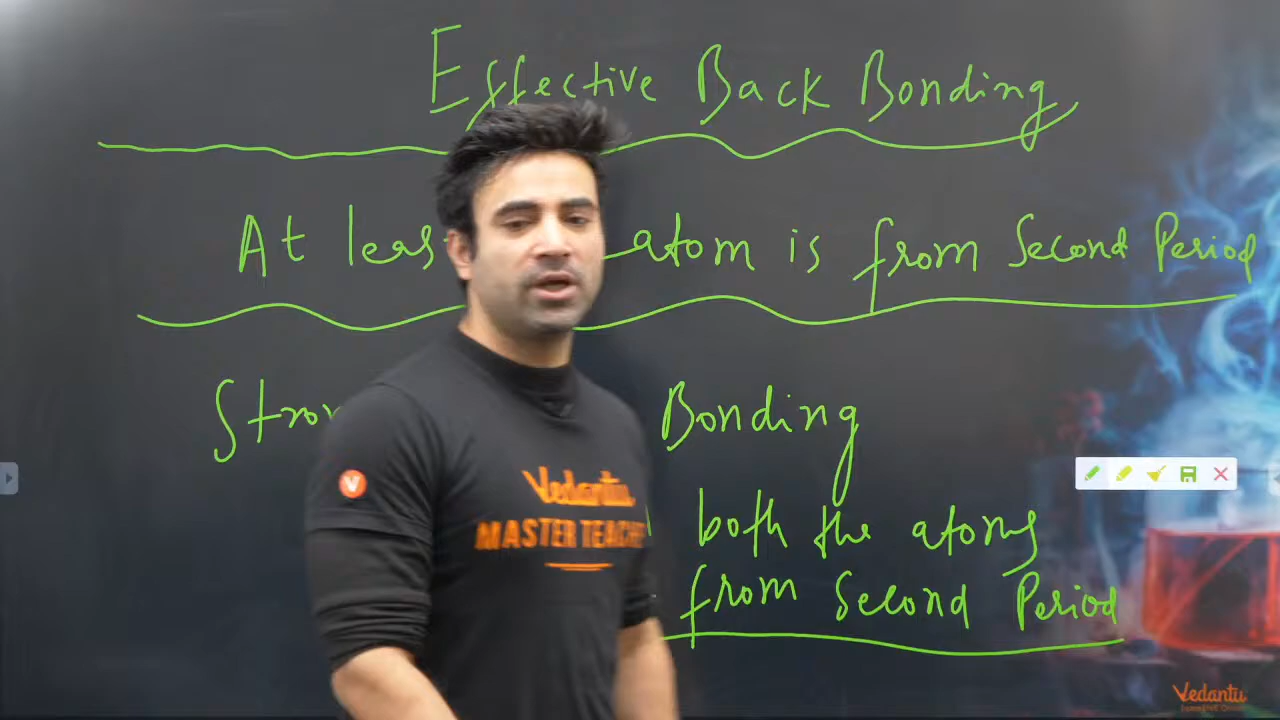 Effective Back Bonding
At leas atom is from Second Period
Stron Bonding
both the atoms
from Second Period
V
Vedantu
MASTER TEACHE
Vedantu